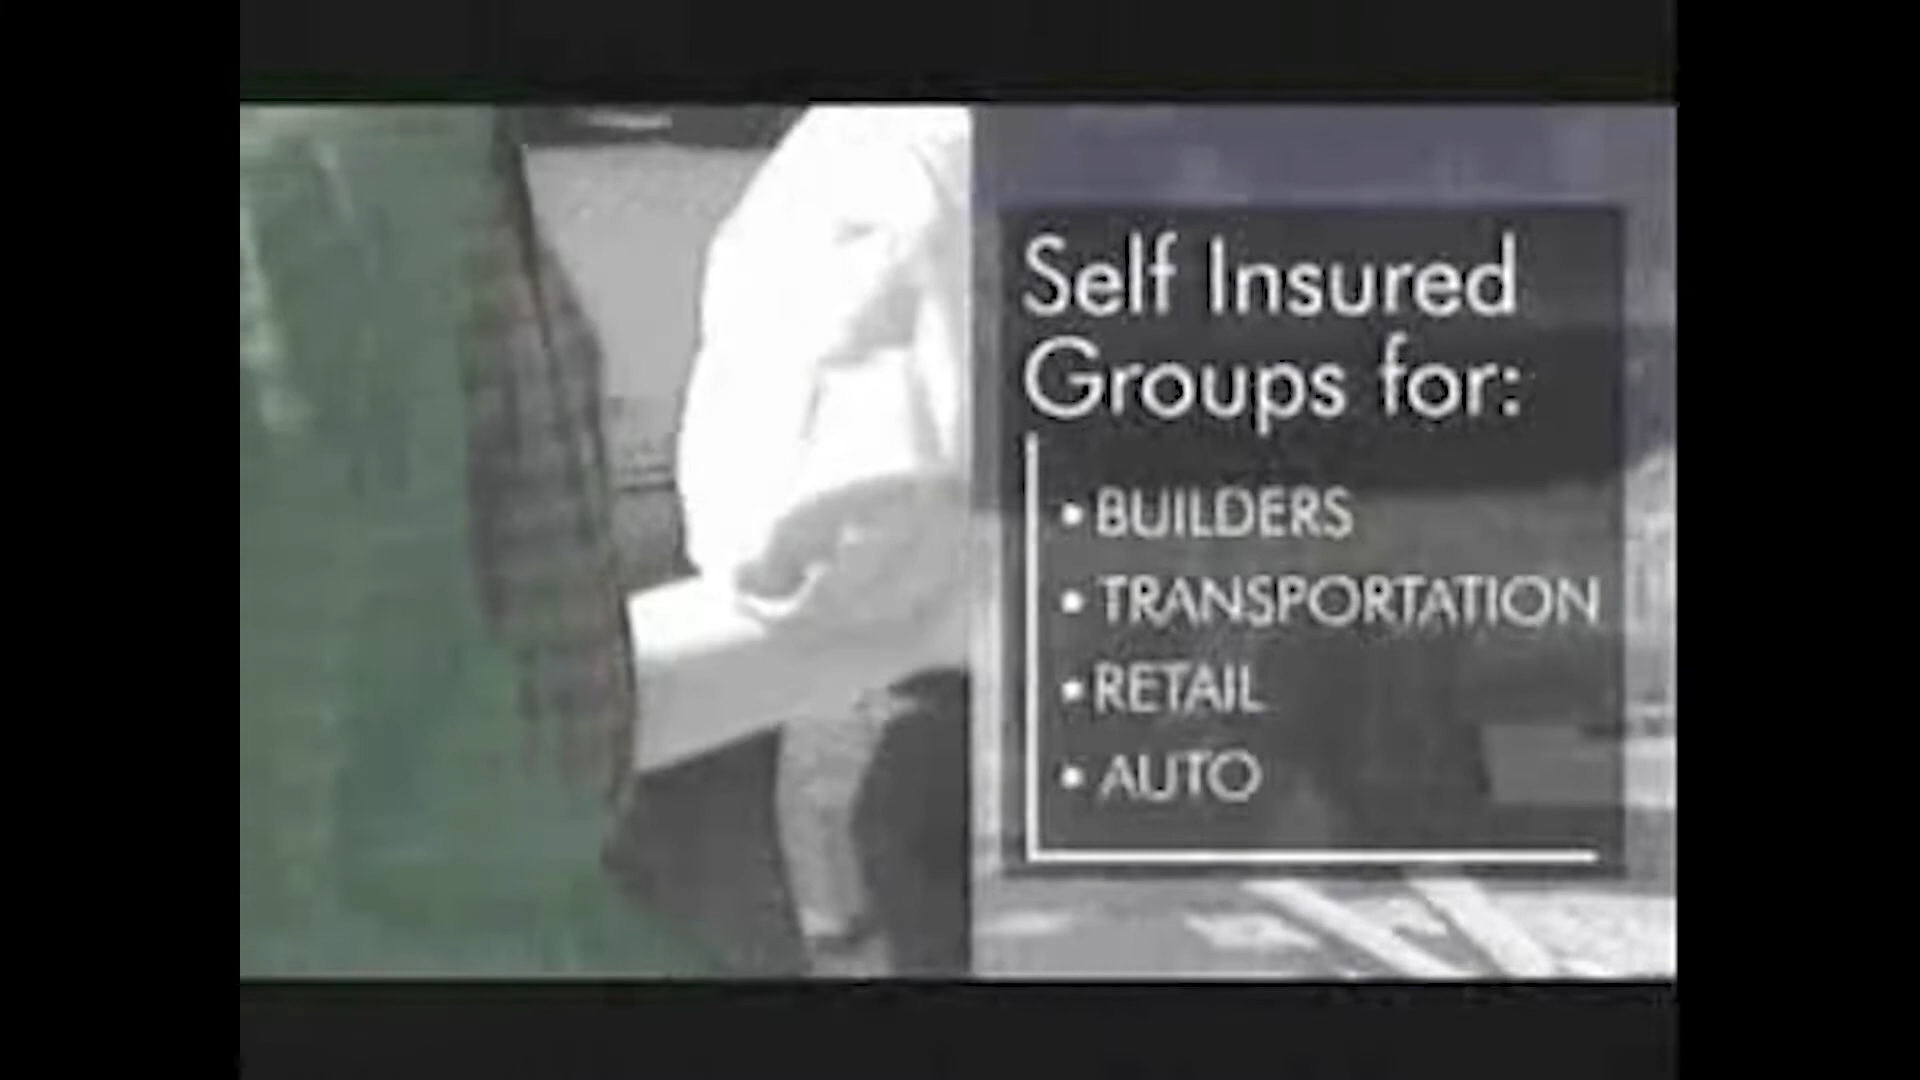 Self Insured
Groups for:
• BUILDERS
• TRANSPORTATION
• RETAIL
• AUTO